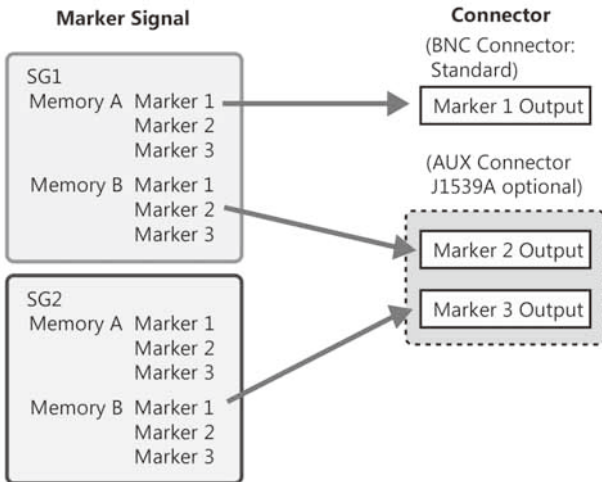 Marker Signal
SG1
Memory A Marker 1
Marker 2
Marker 3
Memory B Marker 1
Marker 2
Marker 3
SG2
Memory A Marker 1
Marker 2
Marker 3
Memory B Marker 1
Marker 2
Marker 3
Connector
(BNC Connector:
Standard)
Marker 1 Output
(AUX Connector
J1539A optional)
Marker 2 Output
Marker 3 Output